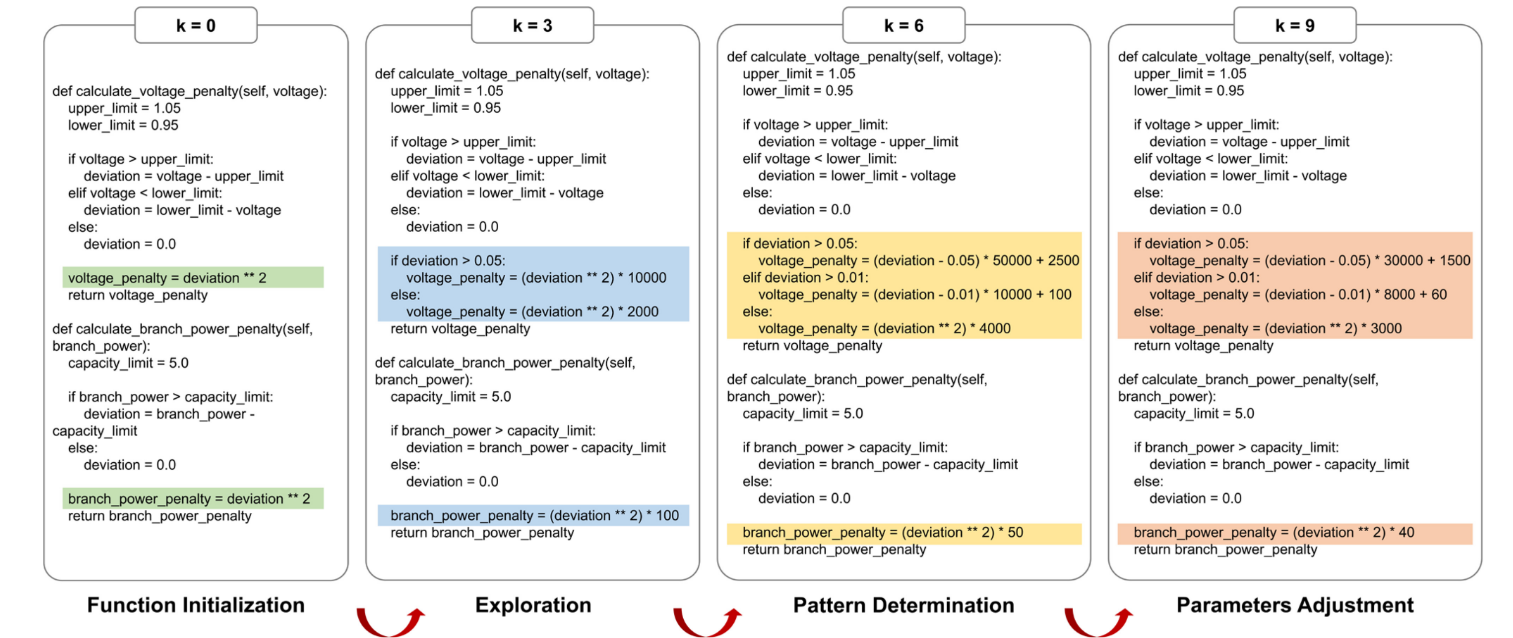 k = 0
def calculate_voltage_penalty(self, voltage):
upper_limit = 1.05
lower_limit = 0.95
if voltage > upper_limit:
deviation = voltage - upper_limit
elif voltage < lower_limit:
deviation = lower_limit - voltage
else:
deviation = 0.0
voltage_penalty = deviation ** 2
return voltage_penalty
def calculate_branch_power_penalty(self,
branch_power):
capacity_limit = 5.0
if branch_power > capacity_limit:
deviation = branch_power -
capacity_limit
else:
deviation = 0.0
branch_power_penalty = deviation ** 2
return branch_power_penalty
Function Initialization
k = 3
def calculate_voltage_penalty(self, voltage):
upper_limit = 1.05
lower_limit = 0.95
if voltage > upper_limit:
deviation = voltage - upper_limit
elif voltage < lower_limit:
deviation = lower_limit - voltage
else:
deviation = 0.0
if deviation > 0.05:
voltage_penalty = (deviation ** 2) * 10000
else:
voltage_penalty = (deviation ** 2) * 2000
return voltage_penalty
def calculate_branch_power_penalty(self,
branch_power):
capacity_limit = 5.0
if branch_power > capacity_limit:
deviation = branch_power - capacity_limit
else:
deviation = 0.0
branch_power_penalty = (deviation ** 2) * 100
return branch_power_penalty
Exploration
k = 6
def calculate_voltage_penalty(self, voltage):
upper_limit = 1.05
lower_limit = 0.95
if voltage > upper_limit:
deviation = voltage - upper_limit
elif voltage < lower_limit:
deviation = lower_limit - voltage
else:
deviation = 0.0
if deviation > 0.05:
voltage_penalty = (deviation - 0.05) * 50000 + 2500
elif deviation > 0.01:
voltage_penalty = (deviation - 0.01) * 10000 + 100
else:
voltage_penalty = (deviation ** 2) * 4000
return voltage_penalty
def calculate_branch_power_penalty(self,
branch_power):
capacity_limit = 5.0
if branch_power > capacity_limit:
deviation = branch_power - capacity_limit
else:
deviation = 0.0
branch_power_penalty = (deviation ** 2) * 50
return branch_power_penalty
Pattern Determination
k = 9
def calculate_voltage_penalty(self, voltage):
upper_limit = 1.05
lower_limit = 0.95
if voltage > upper_limit:
deviation = voltage - upper_limit
elif voltage < lower_limit:
deviation = lower_limit - voltage
else:
deviation = 0.0
if deviation > 0.05:
voltage_penalty = (deviation - 0.05) * 30000 + 1500
elif deviation > 0.01:
voltage_penalty = (deviation - 0.01) * 8000 + 60
else:
voltage_penalty = (deviation ** 2) * 3000
return voltage_penalty
def calculate_branch_power_penalty(self,
branch_power):
capacity_limit = 5.0
if branch_power > capacity_limit:
deviation = branch_power - capacity_limit
else:
deviation = 0.0
branch_power_penalty = (deviation ** 2) * 40
return branch_power_penalty
Parameters Adjustment